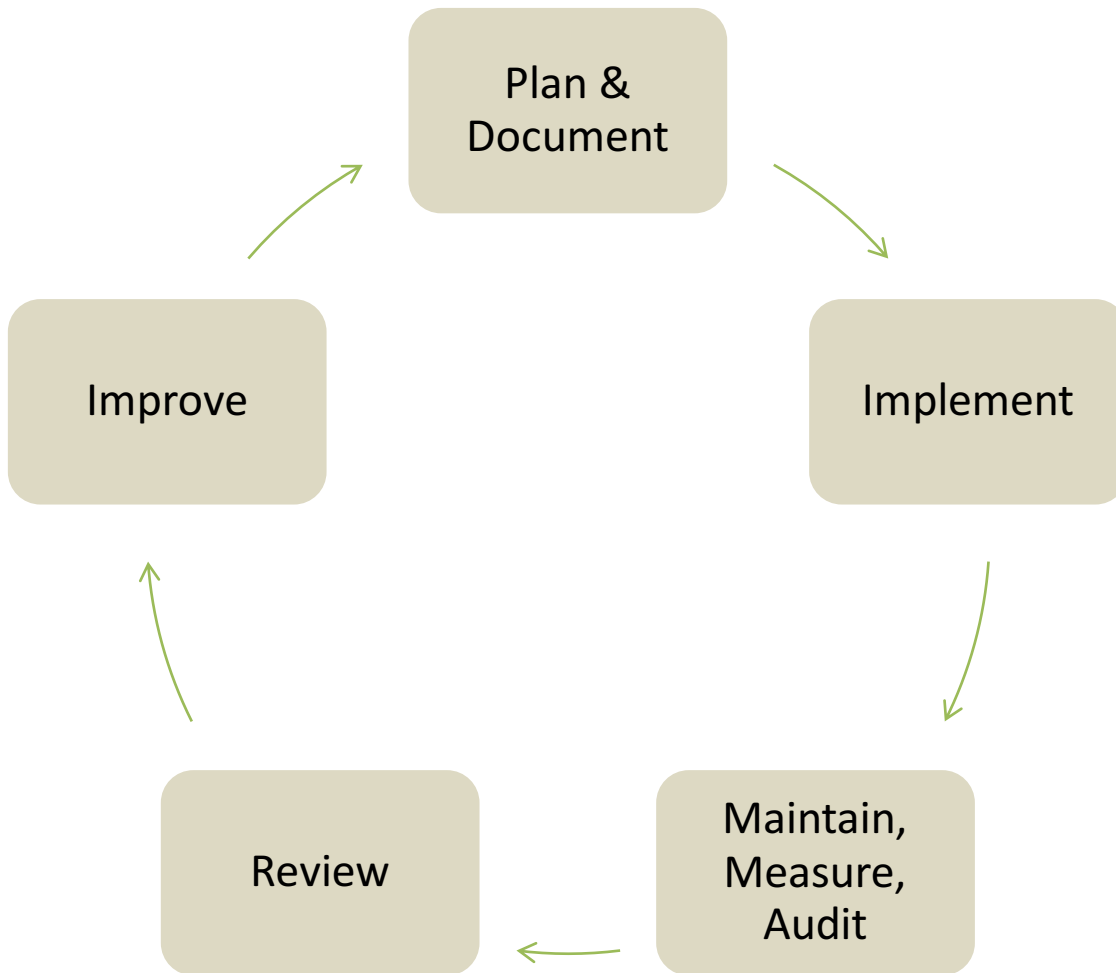 Plan &
Document
Implement
Maintain,
Measure,
Audit
Review
Improve